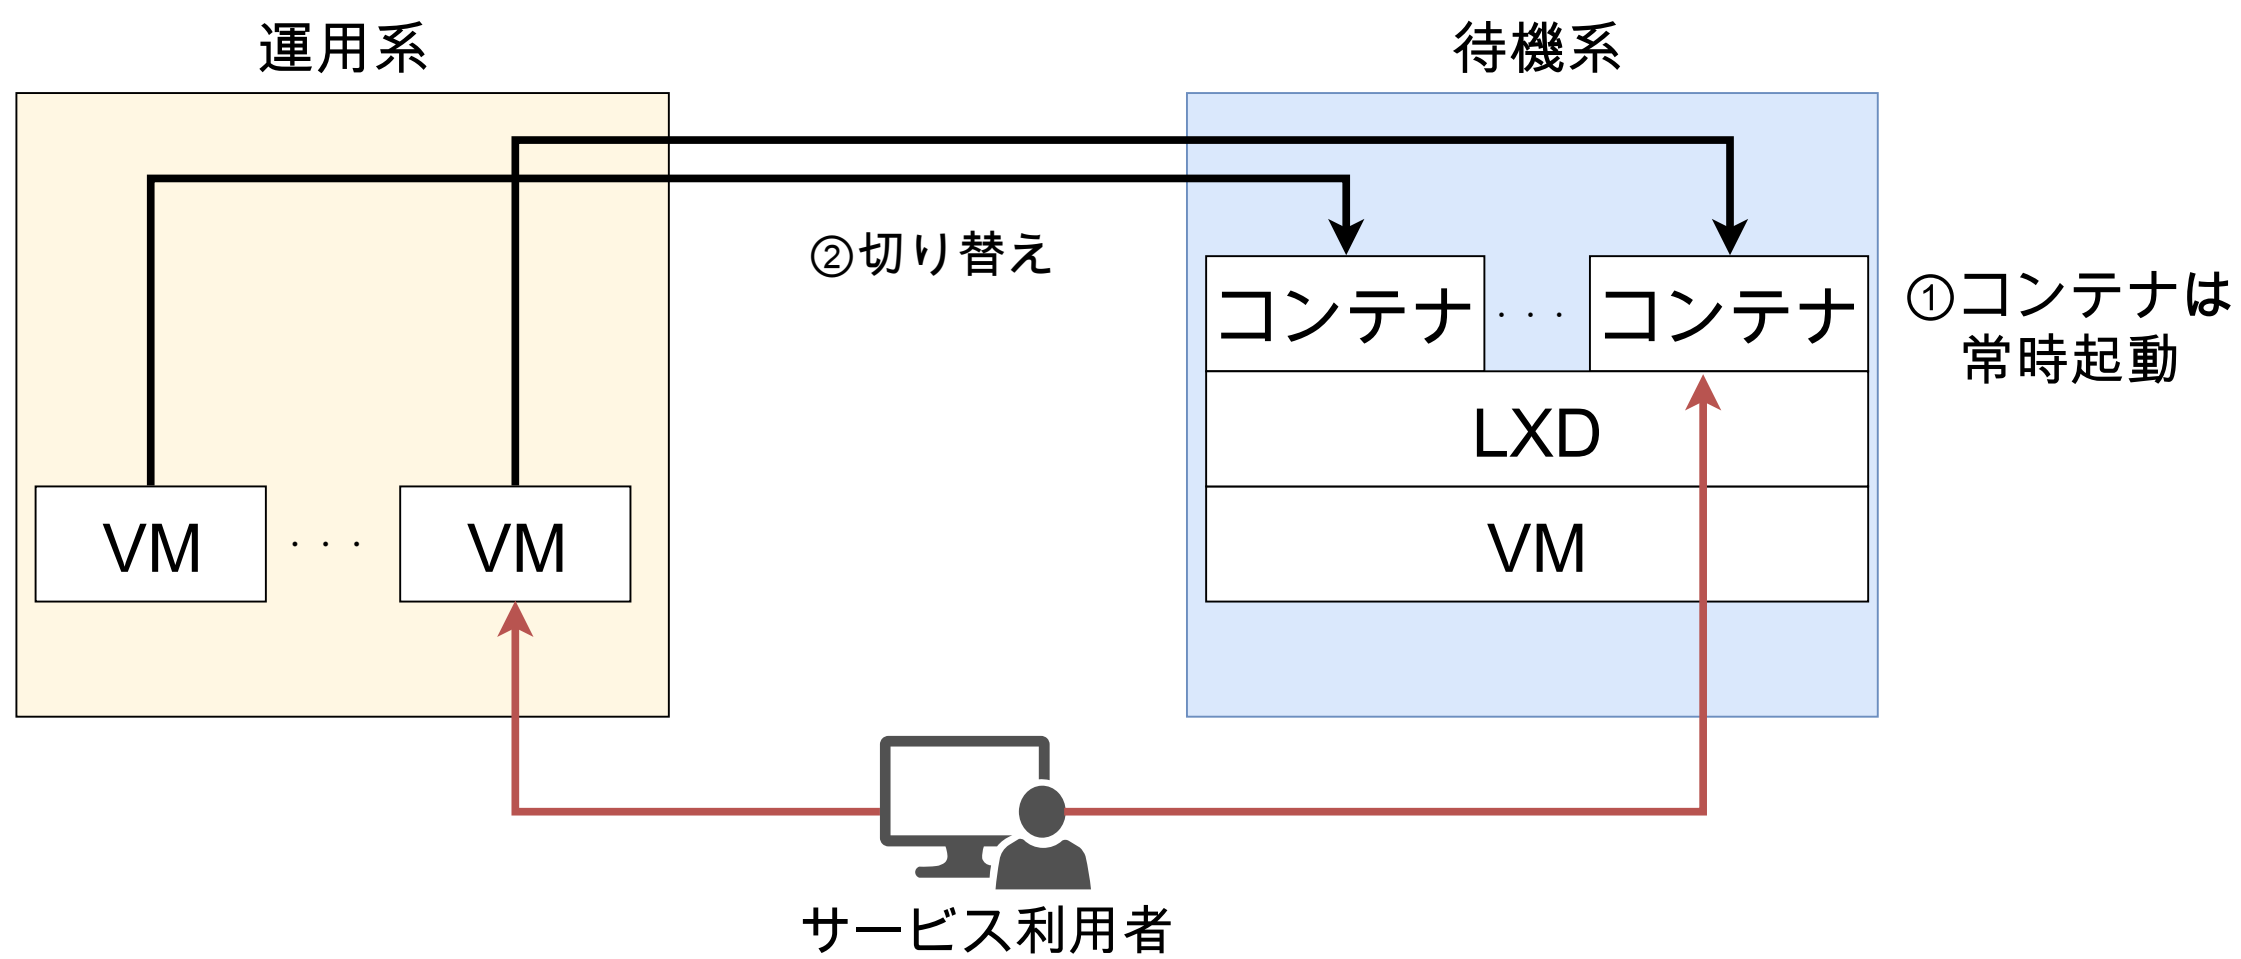 運用系
待機系
②切り替え
コンテナ
・・・
コンテナ
①コンテナは
常時起動
LXD
VM
・・・
VM
VM
サービス利用者